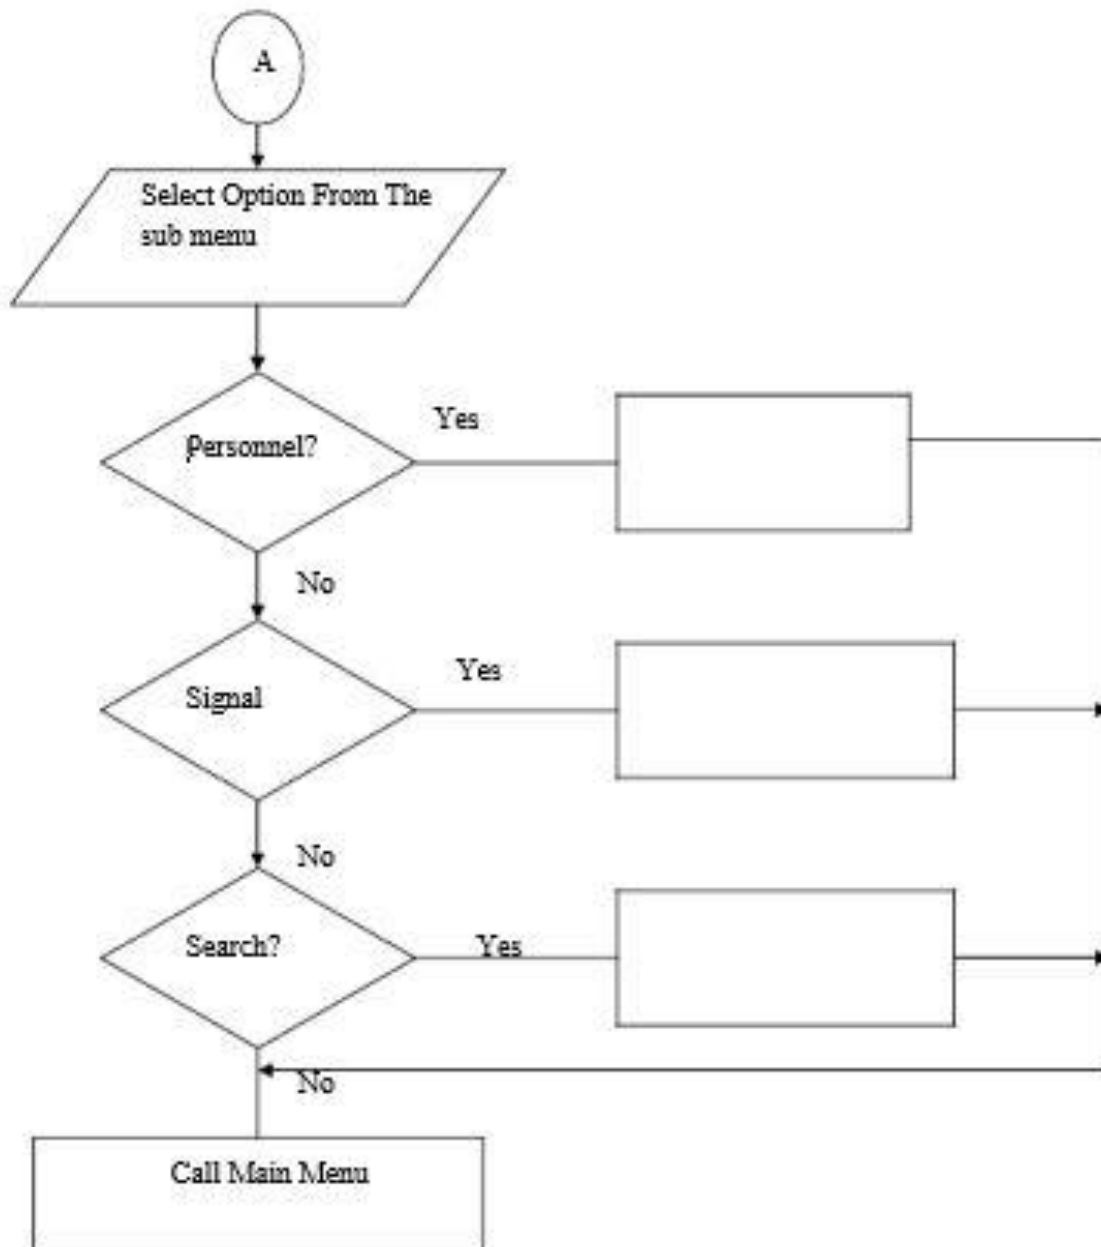 A
Select Option From The
sub menu
Personnel?
Yes
No
Signal
Yes
No
Search?
Yes
No
Call Main Menu